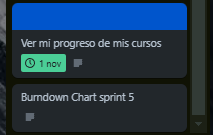 Ver mi progreso de mis cursos
1 nov
Burndown Chart sprint 5